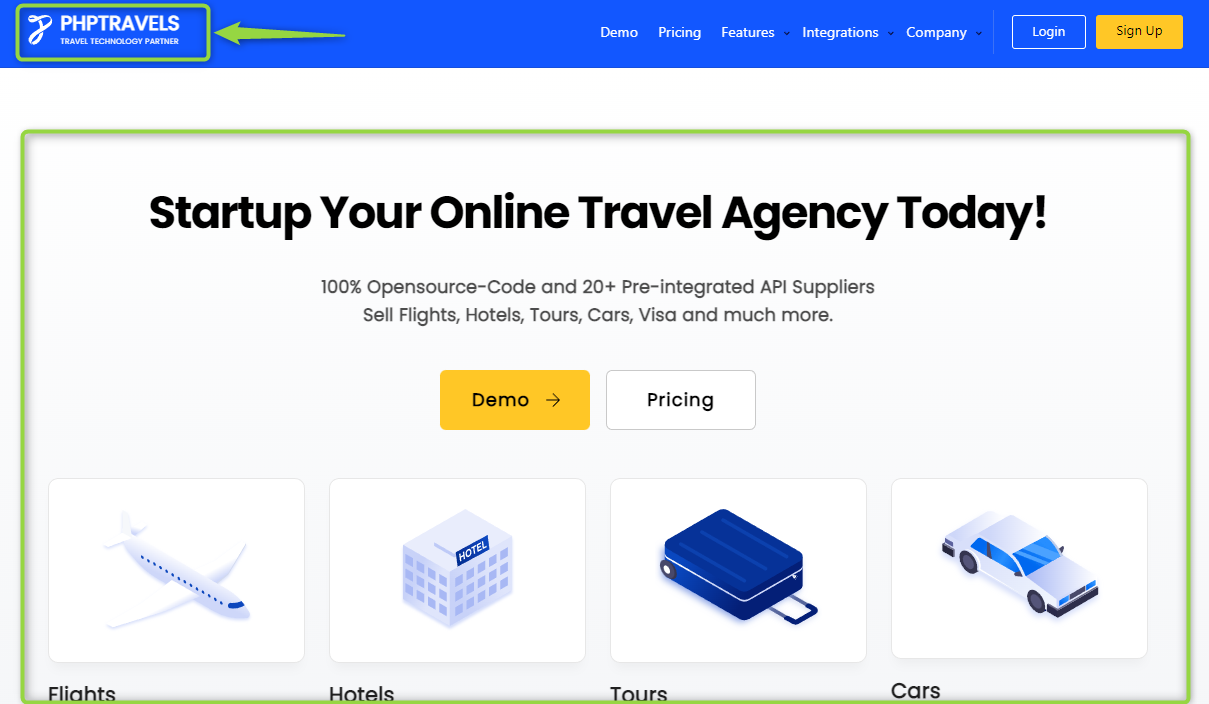 PHPTRAVELS
TRAVEL TECHNOLOGY PARTNER
Demo Pricing Features Integrations Company Login Sign Up
Startup Your Online Travel Agency Today!
100% Opensource-Code and 20+ Pre-integrated API Suppliers
Sell Flights, Hotels, Tours, Cars, Visa and much more.
Demo → Pricing
HOTEL
Flights Hotels Tours Cars